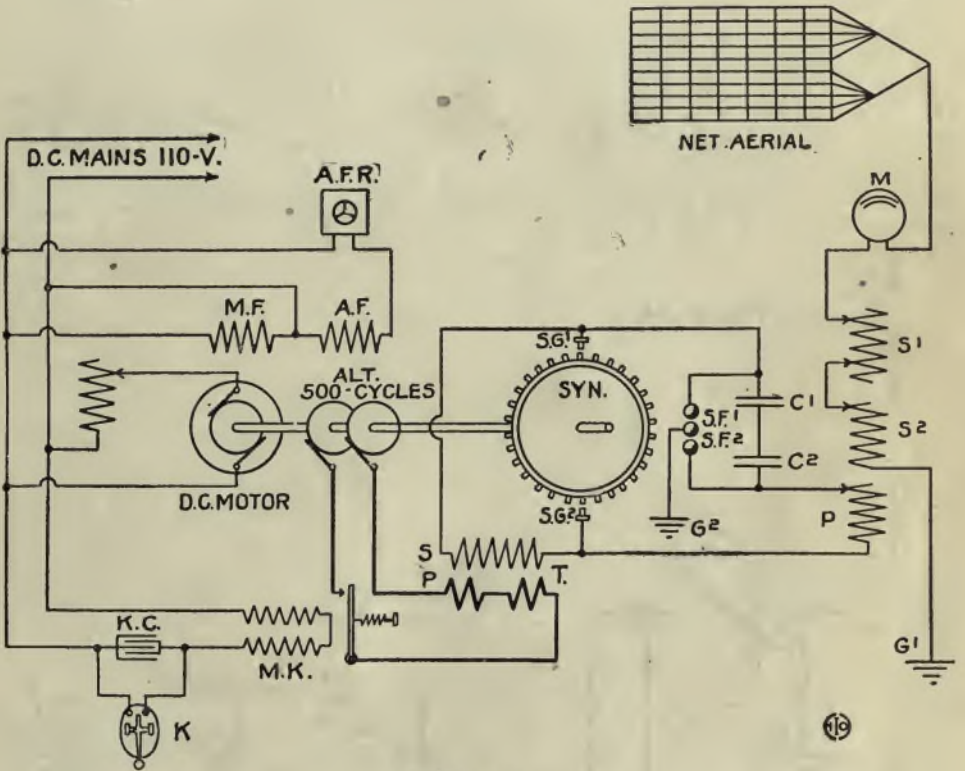 NET. AERIAL
D.C. MAINS 110-V.
A.F.R.
M
M.F.
A.F.
S1
S.G.1
ALT.
500-CYCLES
SYN.
C1
S.F.1
S.F.2
S2
C2
D.C. MOTOR
S.G.2
G2
P
S
P
T.
K.C.
M.K.
G1
K